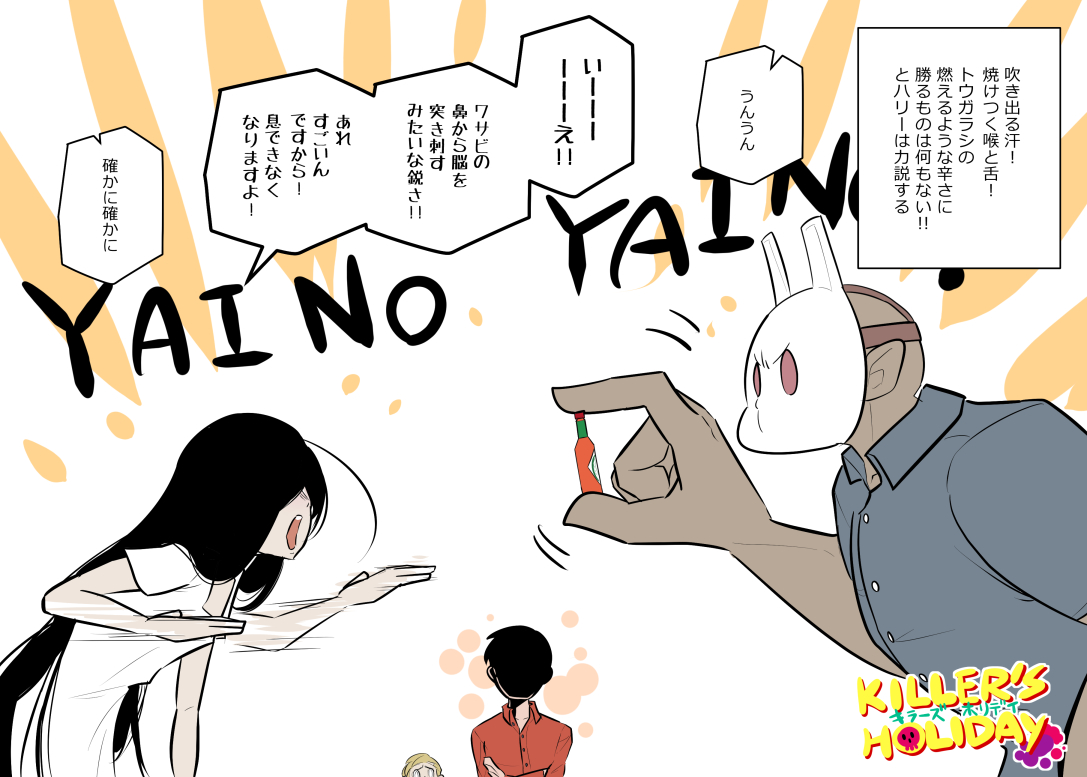 吹き出る汗!
焼けつく喉と舌!
トウガラシの
燃えるような辛さに
勝るものは何もない!!
とハリーは力説する
うんうん
いーーー
ーーーえ!!
ワサビの
鼻から脳を
突き刺す
みたいな鋭さ!!
あれ
すごいん
ですから!
息できなく
なりますよ!
確かに確かに
YAINO
YAINO
KILLER'S
キラーズ ホリデイ
HOLIDAY